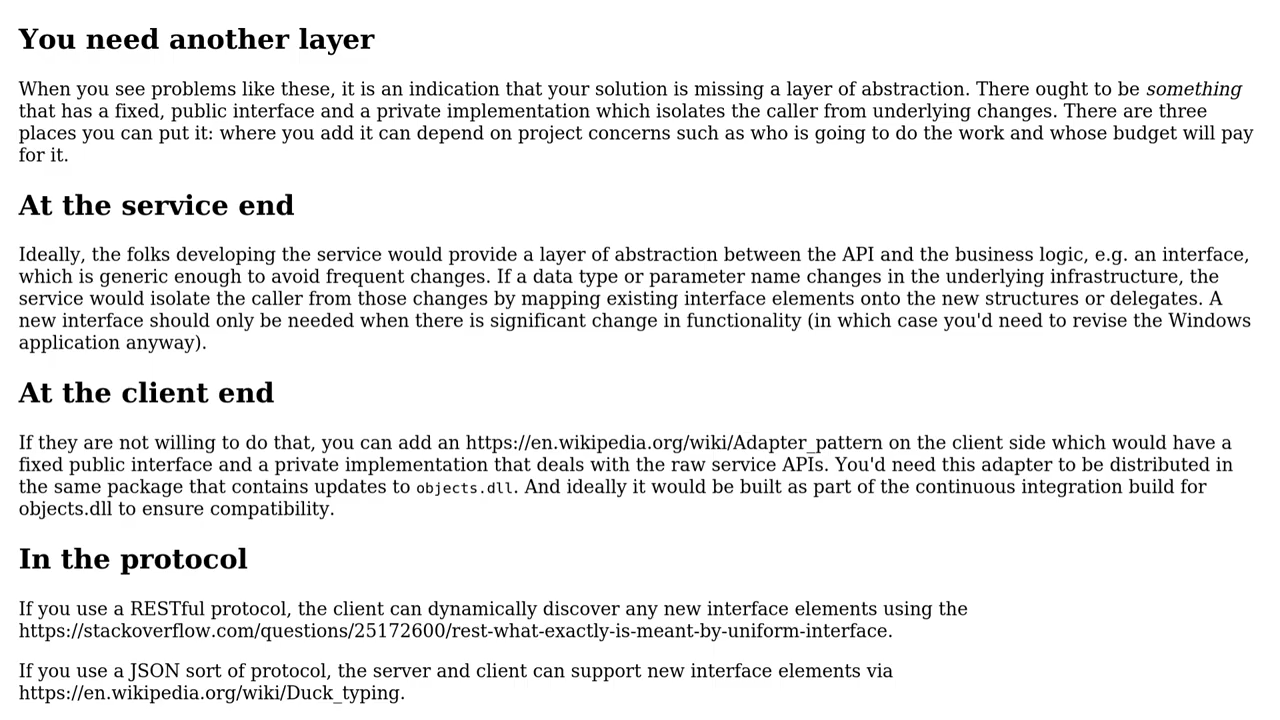 You need another layer
When you see problems like these, it is an indication that your solution is missing a layer of abstraction. There ought to be something
that has a fixed, public interface and a private implementation which isolates the caller from underlying changes. There are three
places you can put it: where you add it can depend on project concerns such as who is going to do the work and whose budget will pay
for it.
At the service end
Ideally, the folks developing the service would provide a layer of abstraction between the API and the business logic, e.g. an interface,
which is generic enough to avoid frequent changes. If a data type or parameter name changes in the underlying infrastructure, the
service would isolate the caller from those changes by mapping existing interface elements onto the new structures or delegates. A
new interface should only be needed when there is significant change in functionality (in which case you'd need to revise the Windows
application anyway).
At the client end
If they are not willing to do that, you can add an https://en.wikipedia.org/wiki/Adapter_pattern on the client side which would have a
fixed public interface and a private implementation that deals with the raw service APIs. You'd need this adapter to be distributed in
the same package that contains updates to objects.dll. And ideally it would be built as part of the continuous integration build for
objects.dll to ensure compatibility.
In the protocol
If you use a RESTful protocol, the client can dynamically discover any new interface elements using the
https://stackoverflow.com/questions/25172600/rest-what-exactly-is-meant-by-uniform-interface.
If you use a JSON sort of protocol, the server and client can support new interface elements via
https://en.wikipedia.org/wiki/Duck_typing.